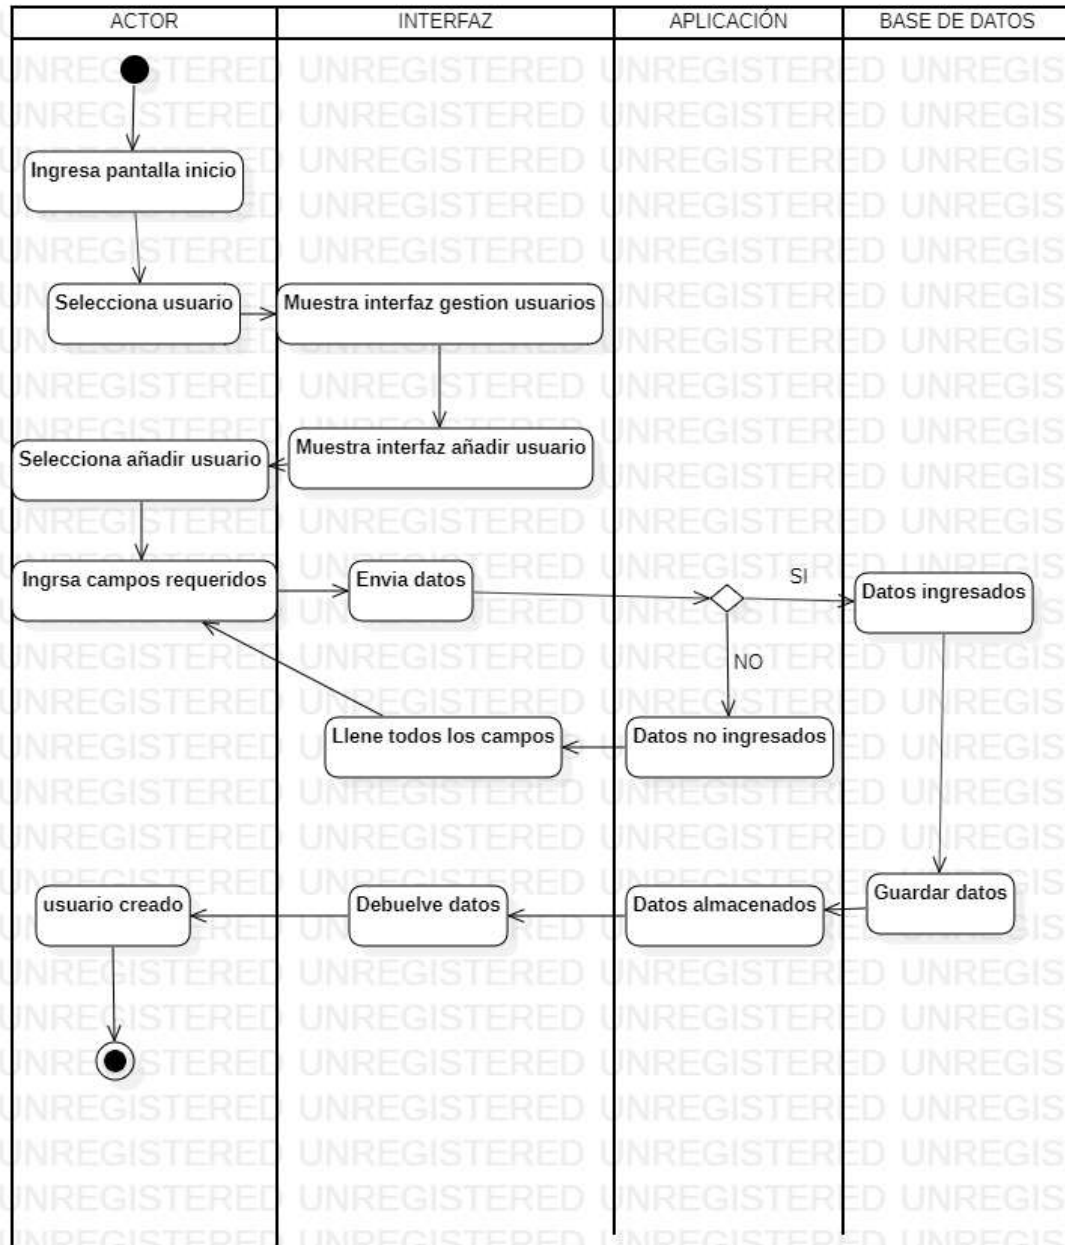 ACTOR
INTERFAZ
APLICACIÓN
BASE DE DATOS
Ingresa pantalla inicio
Selecciona usuario
Muestra interfaz gestion usuarios
Muestra interfaz añadir usuario
Selecciona añadir usuario
Ingrsa campos requeridos
Envia datos
SI
Datos ingresados
NO
Llene todos los campos
Datos no ingresados
usuario creado
Debuelve datos
Datos almacenados
Guardar datos
UNREGISTERED